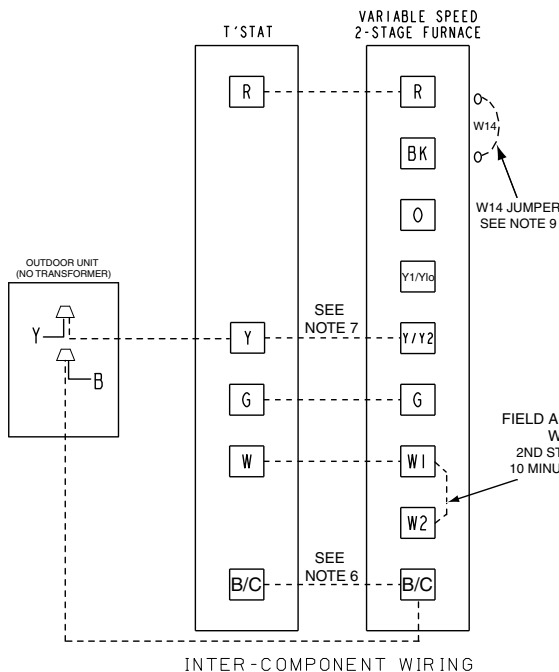 T'STAT
VARIABLE SPEED
2-STAGE FURNACE
R
R
W14
BK
W14 JUMPER
SEE NOTE 9
O
OUTDOOR UNIT
(NO TRANSFORMER)
Y1/Ylo
Y
SEE
NOTE 7
Y
Y/Y2
B
G
G
FIELD A
W
2ND ST
10 MINU
W
W1
W2
SEE
NOTE 6
B/C
B/C
INTER-COMPONENT WIRING